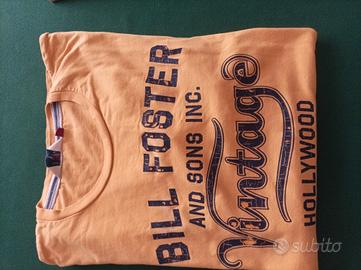 BILL FOSTER
AND SONS INC.
Vintage
HOLLYWOOD
subito